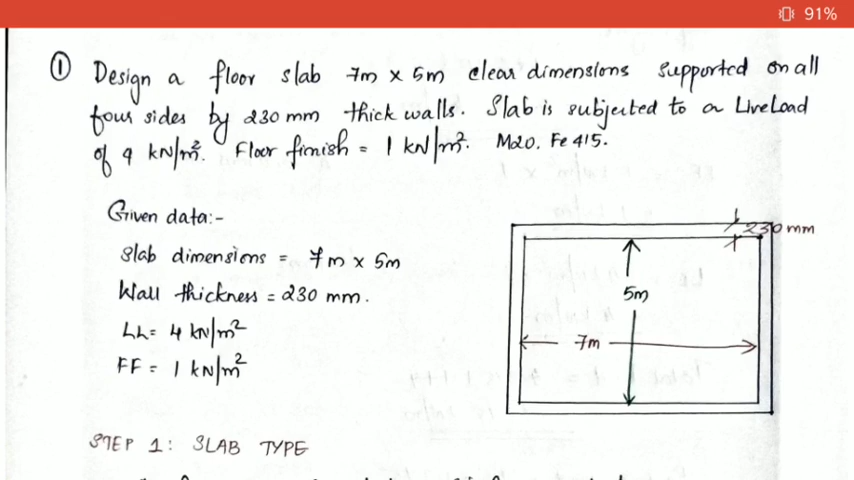 91%
① Design a floor slab 7m x 5m clear dimensions supported on all
four sides by 230 mm thick walls. Slab is subjected to a Live Load
of 4 kN/m². Floor finish = 1 kN/m². M20. Fe 415.
Given data:-
Slab dimensions = 7m x 5m
Wall thickness = 230 mm.
LL = 4 kN/m²
FF = 1 kN/m²
230 mm
5m
7m
STEP 1: SLAB TYPE